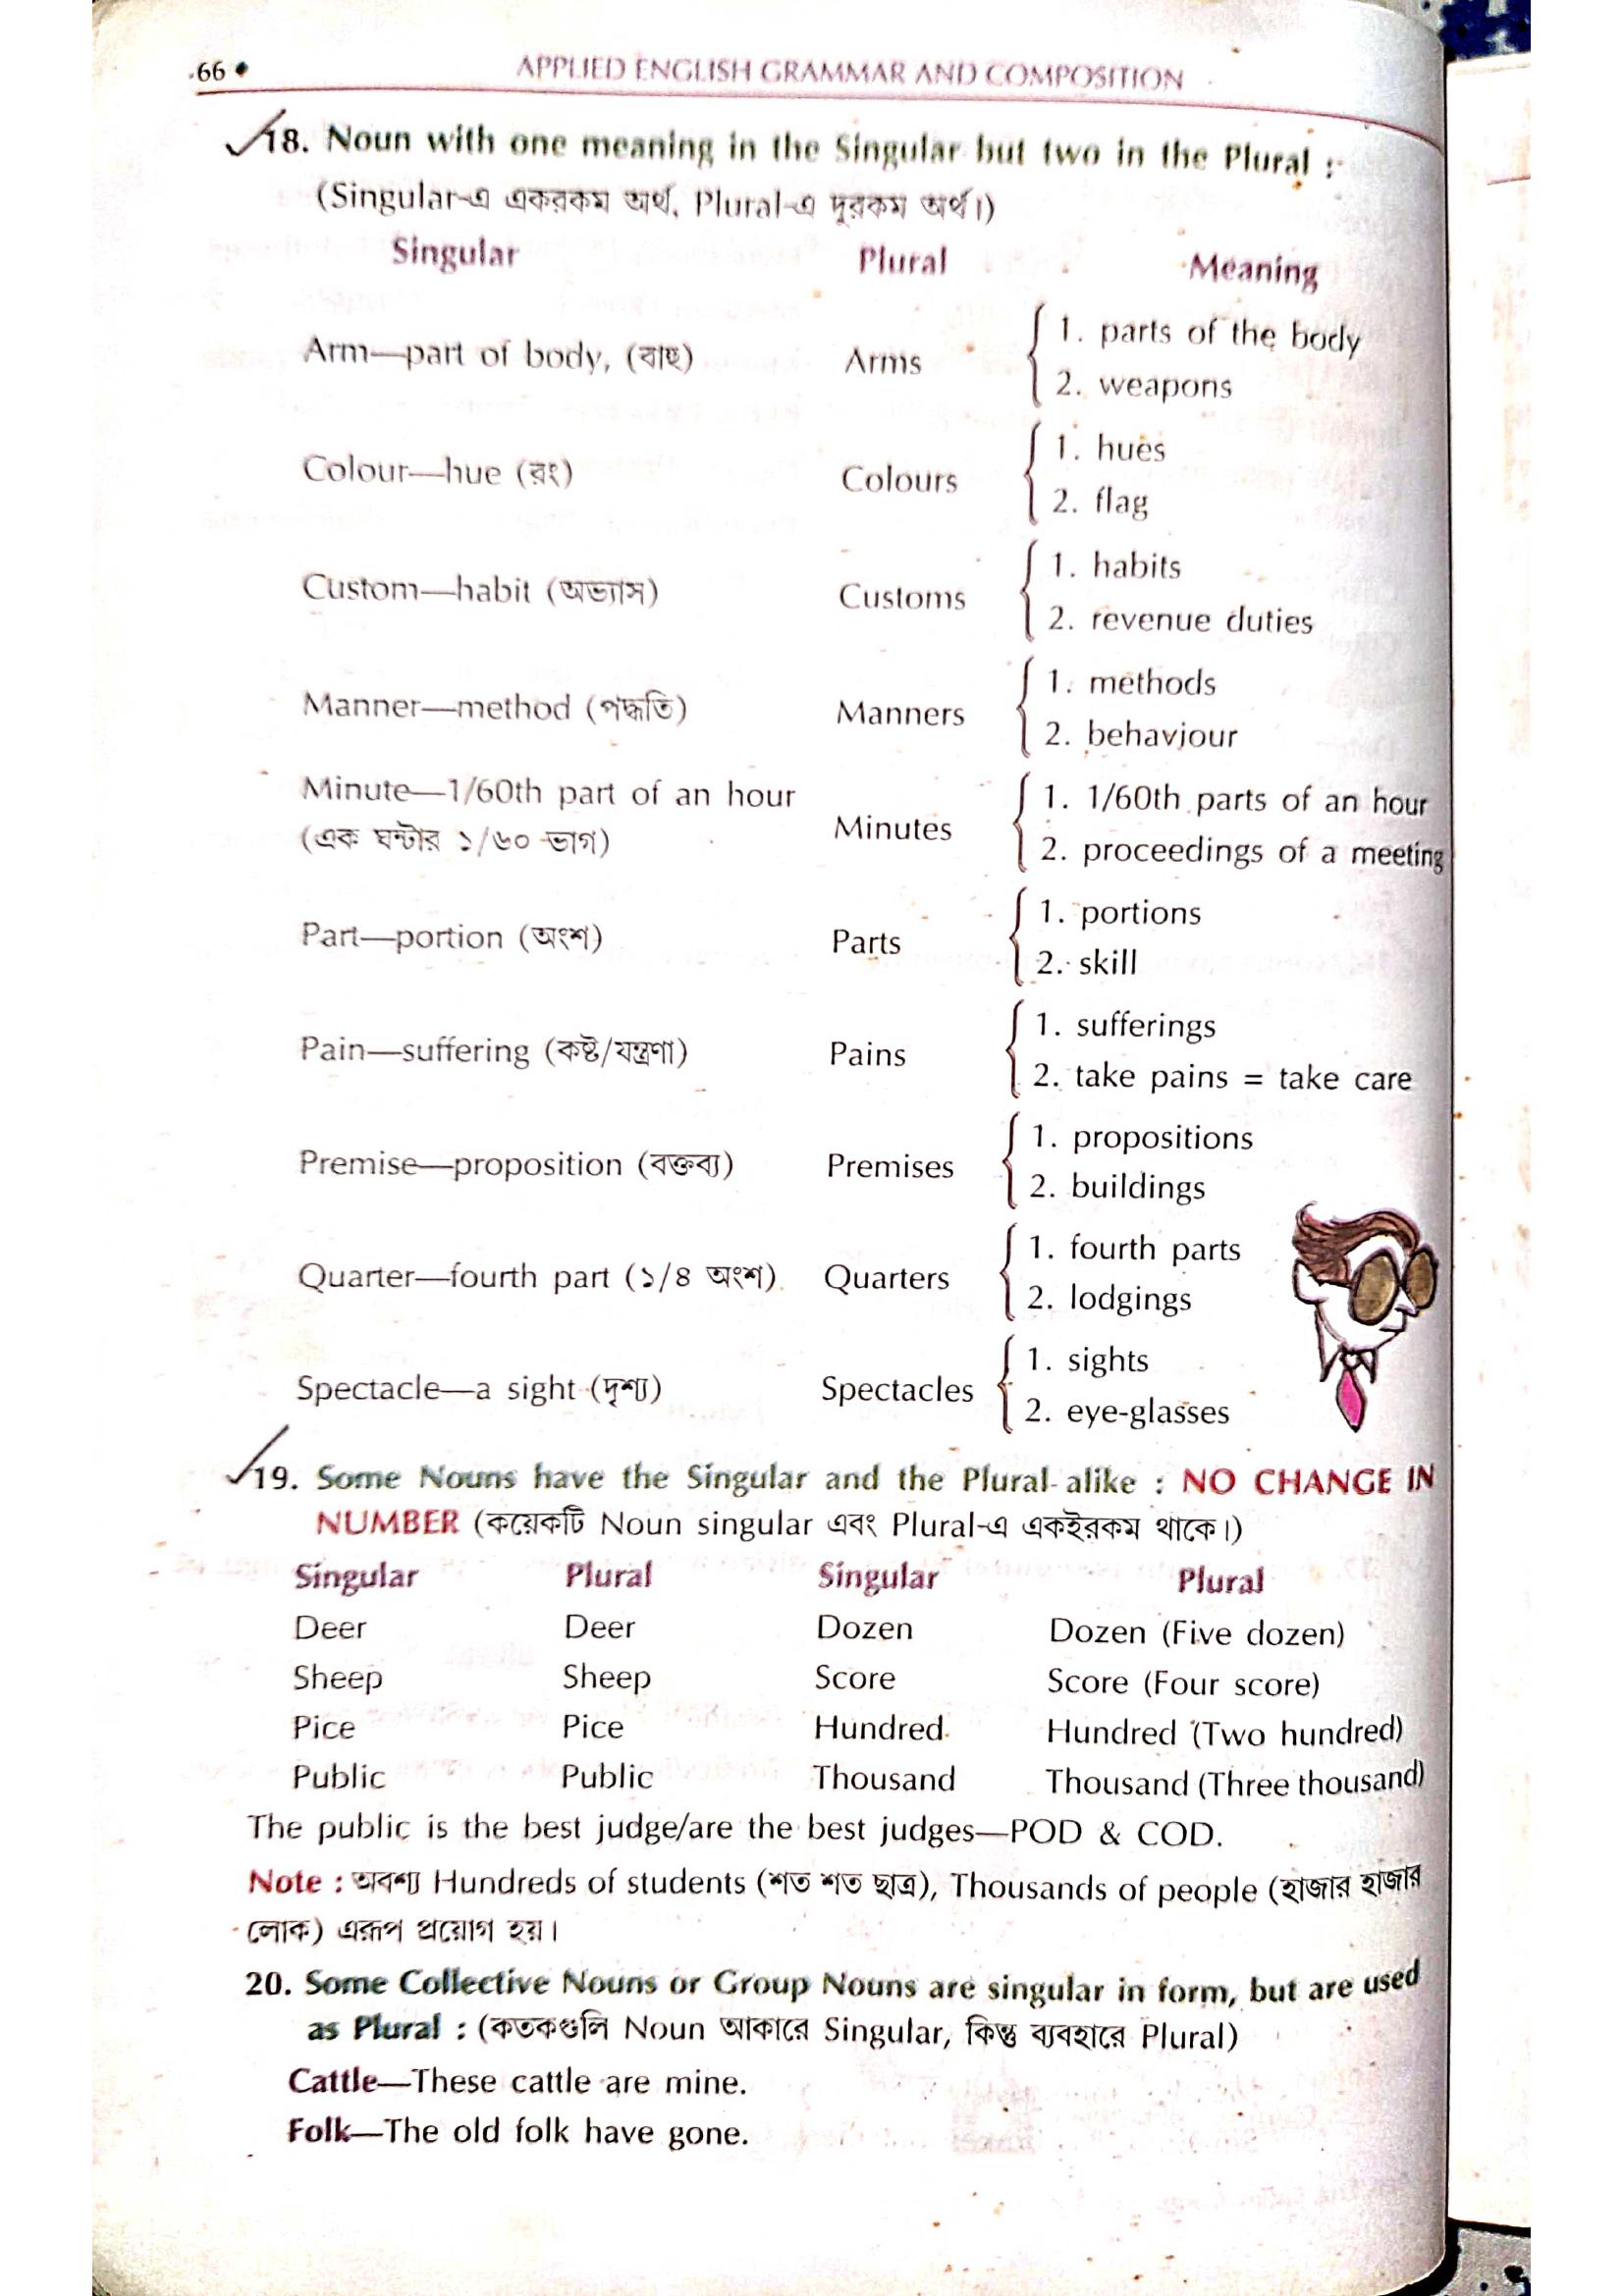 66 •
APPLIED ENGLISH GRAMMAR AND COMPOSITION
18. Noun with one meaning in the Singular but two in the Plural :
(Singular-এ একরকম অর্থ, Plural-এ দুরকম অর্থ।)
Singular Plural Meaning
Arm—part of body, (বাহু) Arms 1. parts of the body
2. weapons
Colour—hue (রং) Colours 1. hues
2. flag
Custom—habit (অভ্যাস) Customs 1. habits
2. revenue duties
Manner—method (পদ্ধতি) Manners 1. methods
2. behaviour
Minute—1/60th part of an hour 1. 1/60th parts of an hour
(এক ঘন্টার ১/৬০ ভাগ) Minutes 2. proceedings of a meeting
Part—portion (অংশ) Parts 1. portions
2. skill
Pain—suffering (কষ্ট/যন্ত্রণা) Pains 1. sufferings
2. take pains = take care
Premise—proposition (বক্তব্য) Premises 1. propositions
2. buildings
Quarter—fourth part (১/৪ অংশ) Quarters 1. fourth parts
2. lodgings
Spectacle—a sight (দৃশ্য) Spectacles 1. sights
2. eye-glasses
19. Some Nouns have the Singular and the Plural alike : NO CHANGE IN
NUMBER (কয়েকটি Noun singular এবং Plural-এ একইরকম থাকে।)
Singular Plural Singular Plural
Deer Deer Dozen Dozen (Five dozen)
Sheep Sheep Score Score (Four score)
Pice Pice Hundred Hundred (Two hundred)
Public Public Thousand Thousand (Three thousand)
The public is the best judge/are the best judges—POD & COD.
Note : অবশ্য Hundreds of students (শত শত ছাত্র), Thousands of people (হাজার হাজার
লোক) এরূপ প্রয়োগ হয়।
20. Some Collective Nouns or Group Nouns are singular in form, but are used
as Plural : (কতকগুলি Noun আকারে Singular, কিন্তু ব্যবহারে Plural)
Cattle—These cattle are mine.
Folk—The old folk have gone.